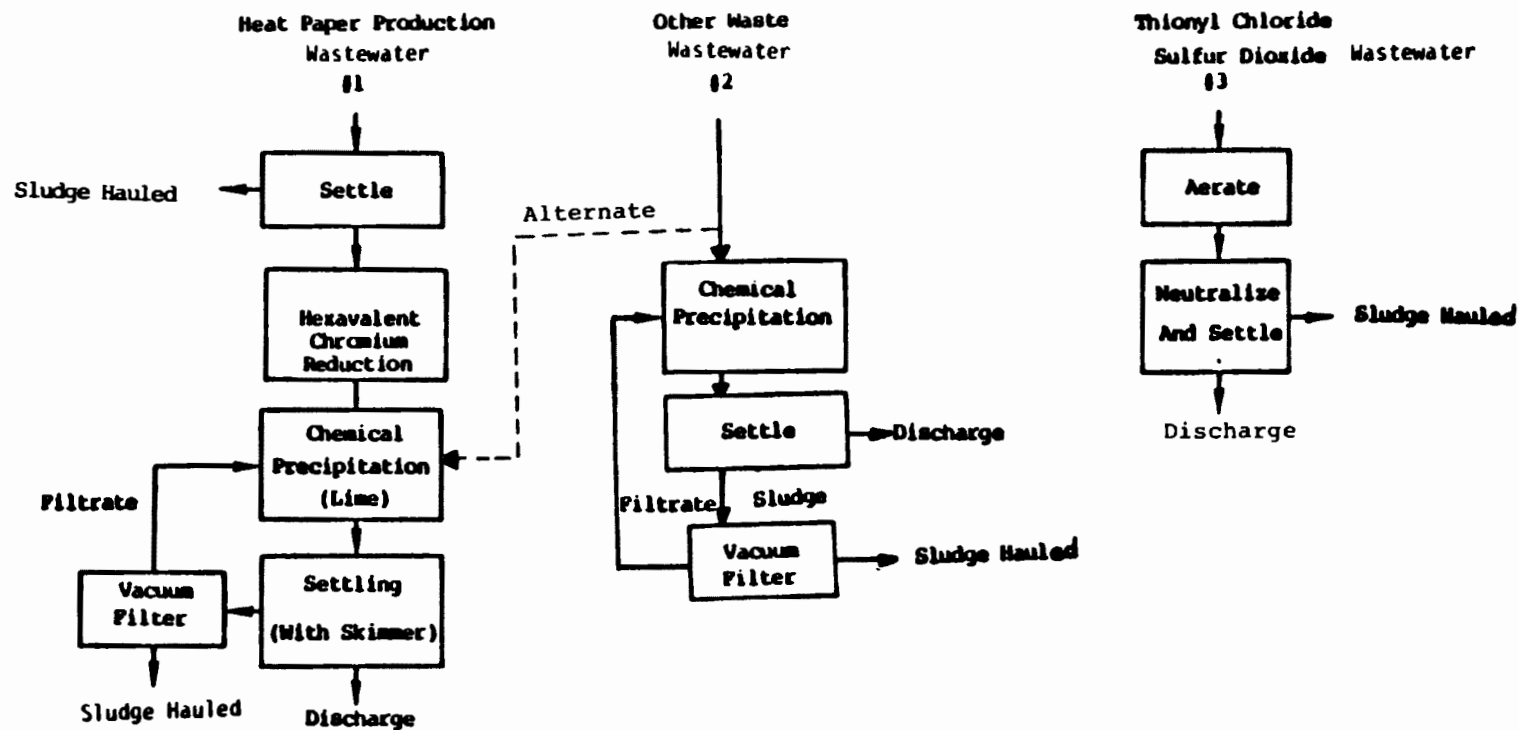 Heat Paper Production
Wastewater
#1
Sludge Hauled
Settle
Hexavalent
Chromium
Reduction
Chemical
Precipitation
(Lime)
Filtrate
Vacuum
Filter
Settling
(With Skimmer)
Sludge Hauled
Discharge
Other Waste
Wastewater
#2
Alternate
Chemical
Precipitation
Settle
Discharge
Filtrate
Sludge
Vacuum
Filter
Sludge Hauled
Thionyl Chloride
Sulfur Dioxide Wastewater
#3
Aerate
Neutralize
And Settle
Sludge Hauled
Discharge